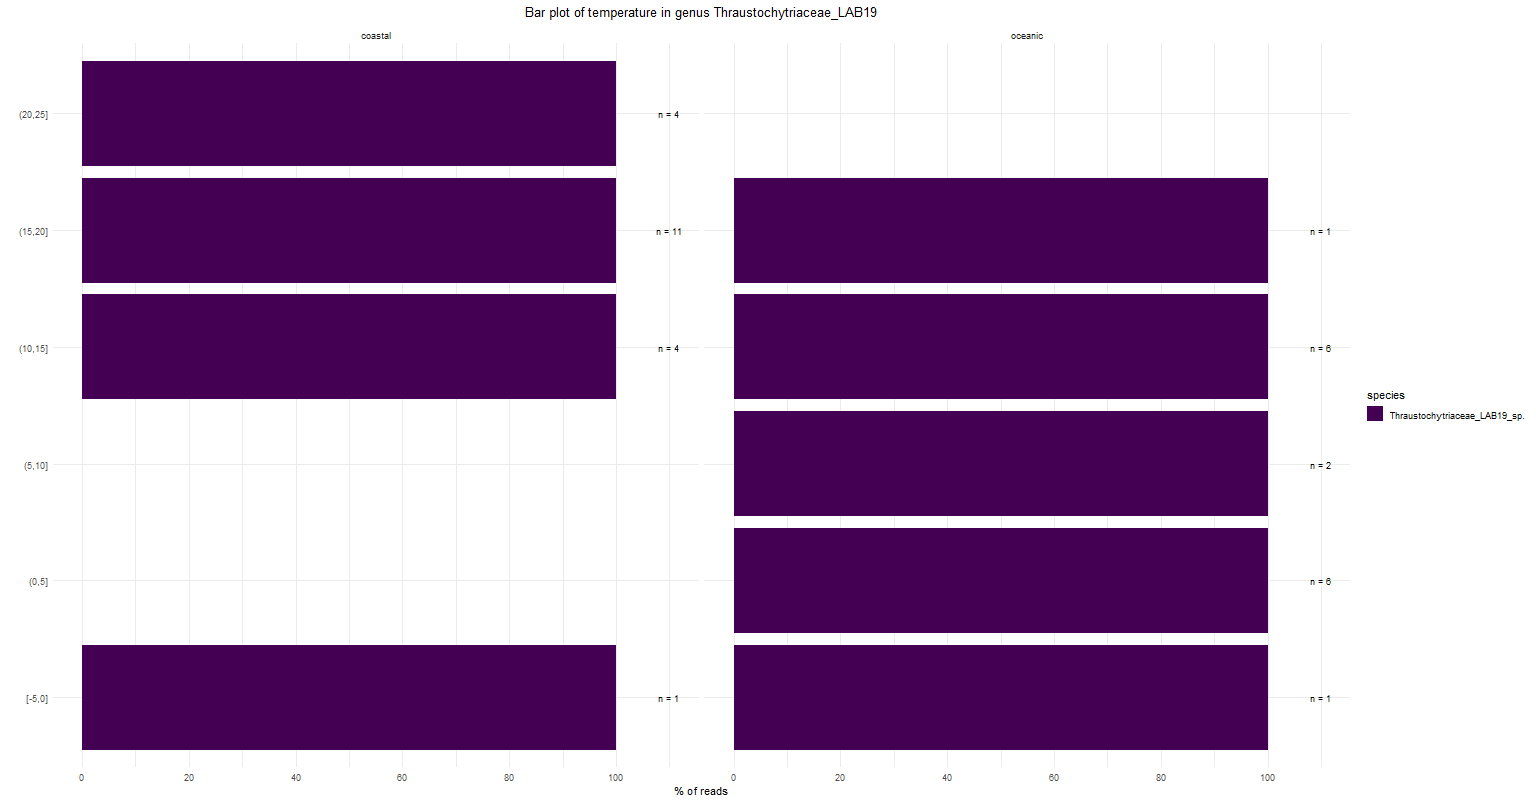 Bar plot of temperature in genus Thraustochytriaceae_LAB19
coastal
oceanic
(20,25]
n = 4
(15,20]
n = 11
n = 1
(10,15]
n = 4
n = 6
(5,10]
n = 2
(0,5]
n = 6
[-5,0]
n = 1
n = 1
0 20 40 60 80 100
0 20 40 60 80 100
% of reads
species
Thraustochytriaceae_LAB19_sp.